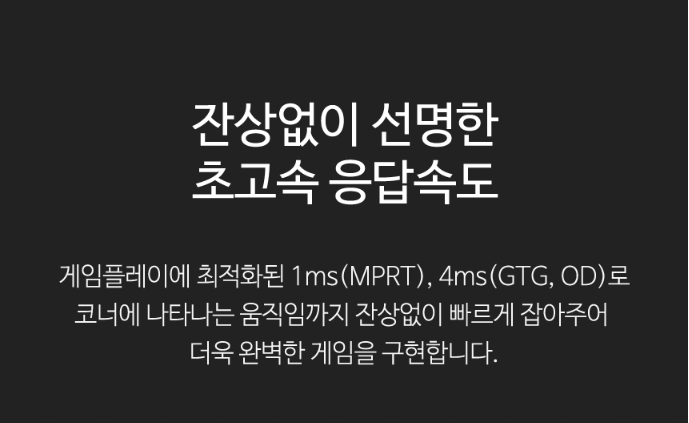 잔상없이 선명한
초고속 응답속도
게임플레이에 최적화된 1ms(MPRT), 4ms(GTG, OD)로
코너에 나타나는 움직임까지 잔상없이 빠르게 잡아주어
더욱 완벽한 게임을 구현합니다.